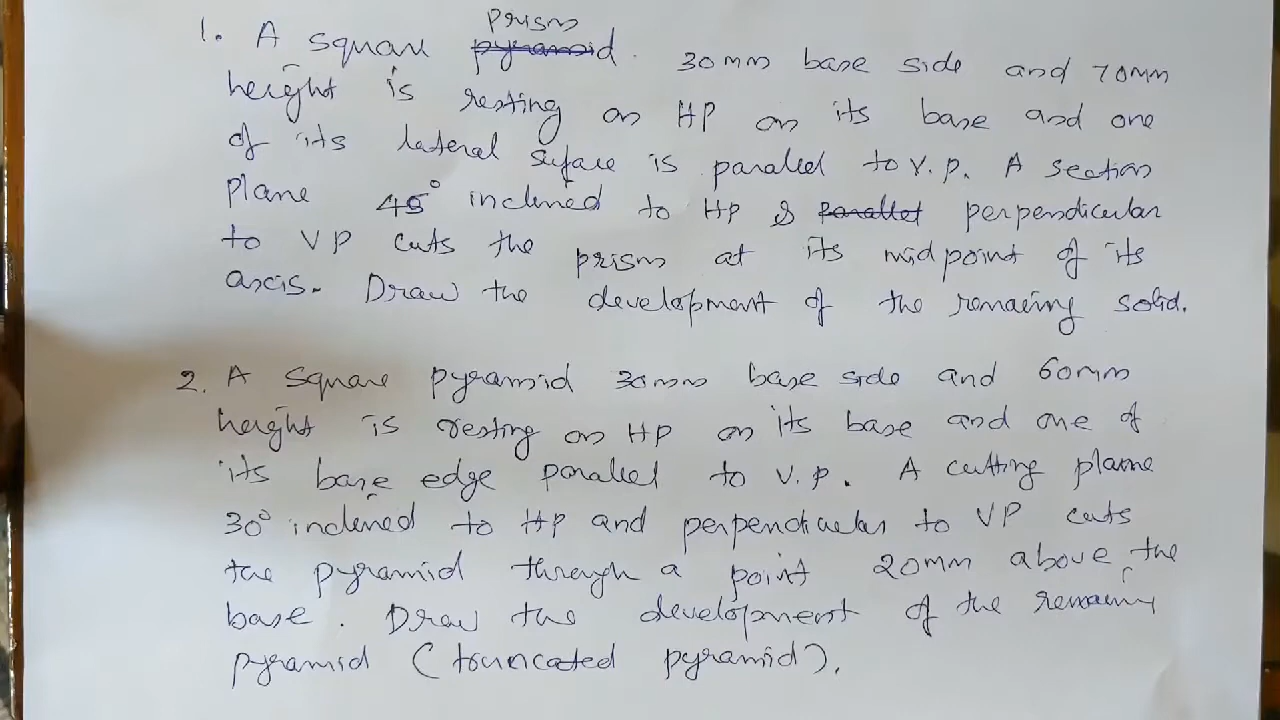 prism
1. A square pyramid. 30mm base side and 70mm
height is resting on HP on its base and one
of its lateral suface is parallel to V.P. A section
plane 45° inclined to HP & parallel perpendicular
to VP cuts the prism at its midpoint of its
axis. Draw the development of the remaing solid.
2. A square pyramid 30mm base side and 60mm
height is resting on HP on its base and one of
its base edge parallel to V.P. A cutting plane
30° inclined to HP and perpendicular to VP cuts
the pyramid through a point 20mm above the
base. Draw the development of the remaing
pyramid (truncated pyramid).